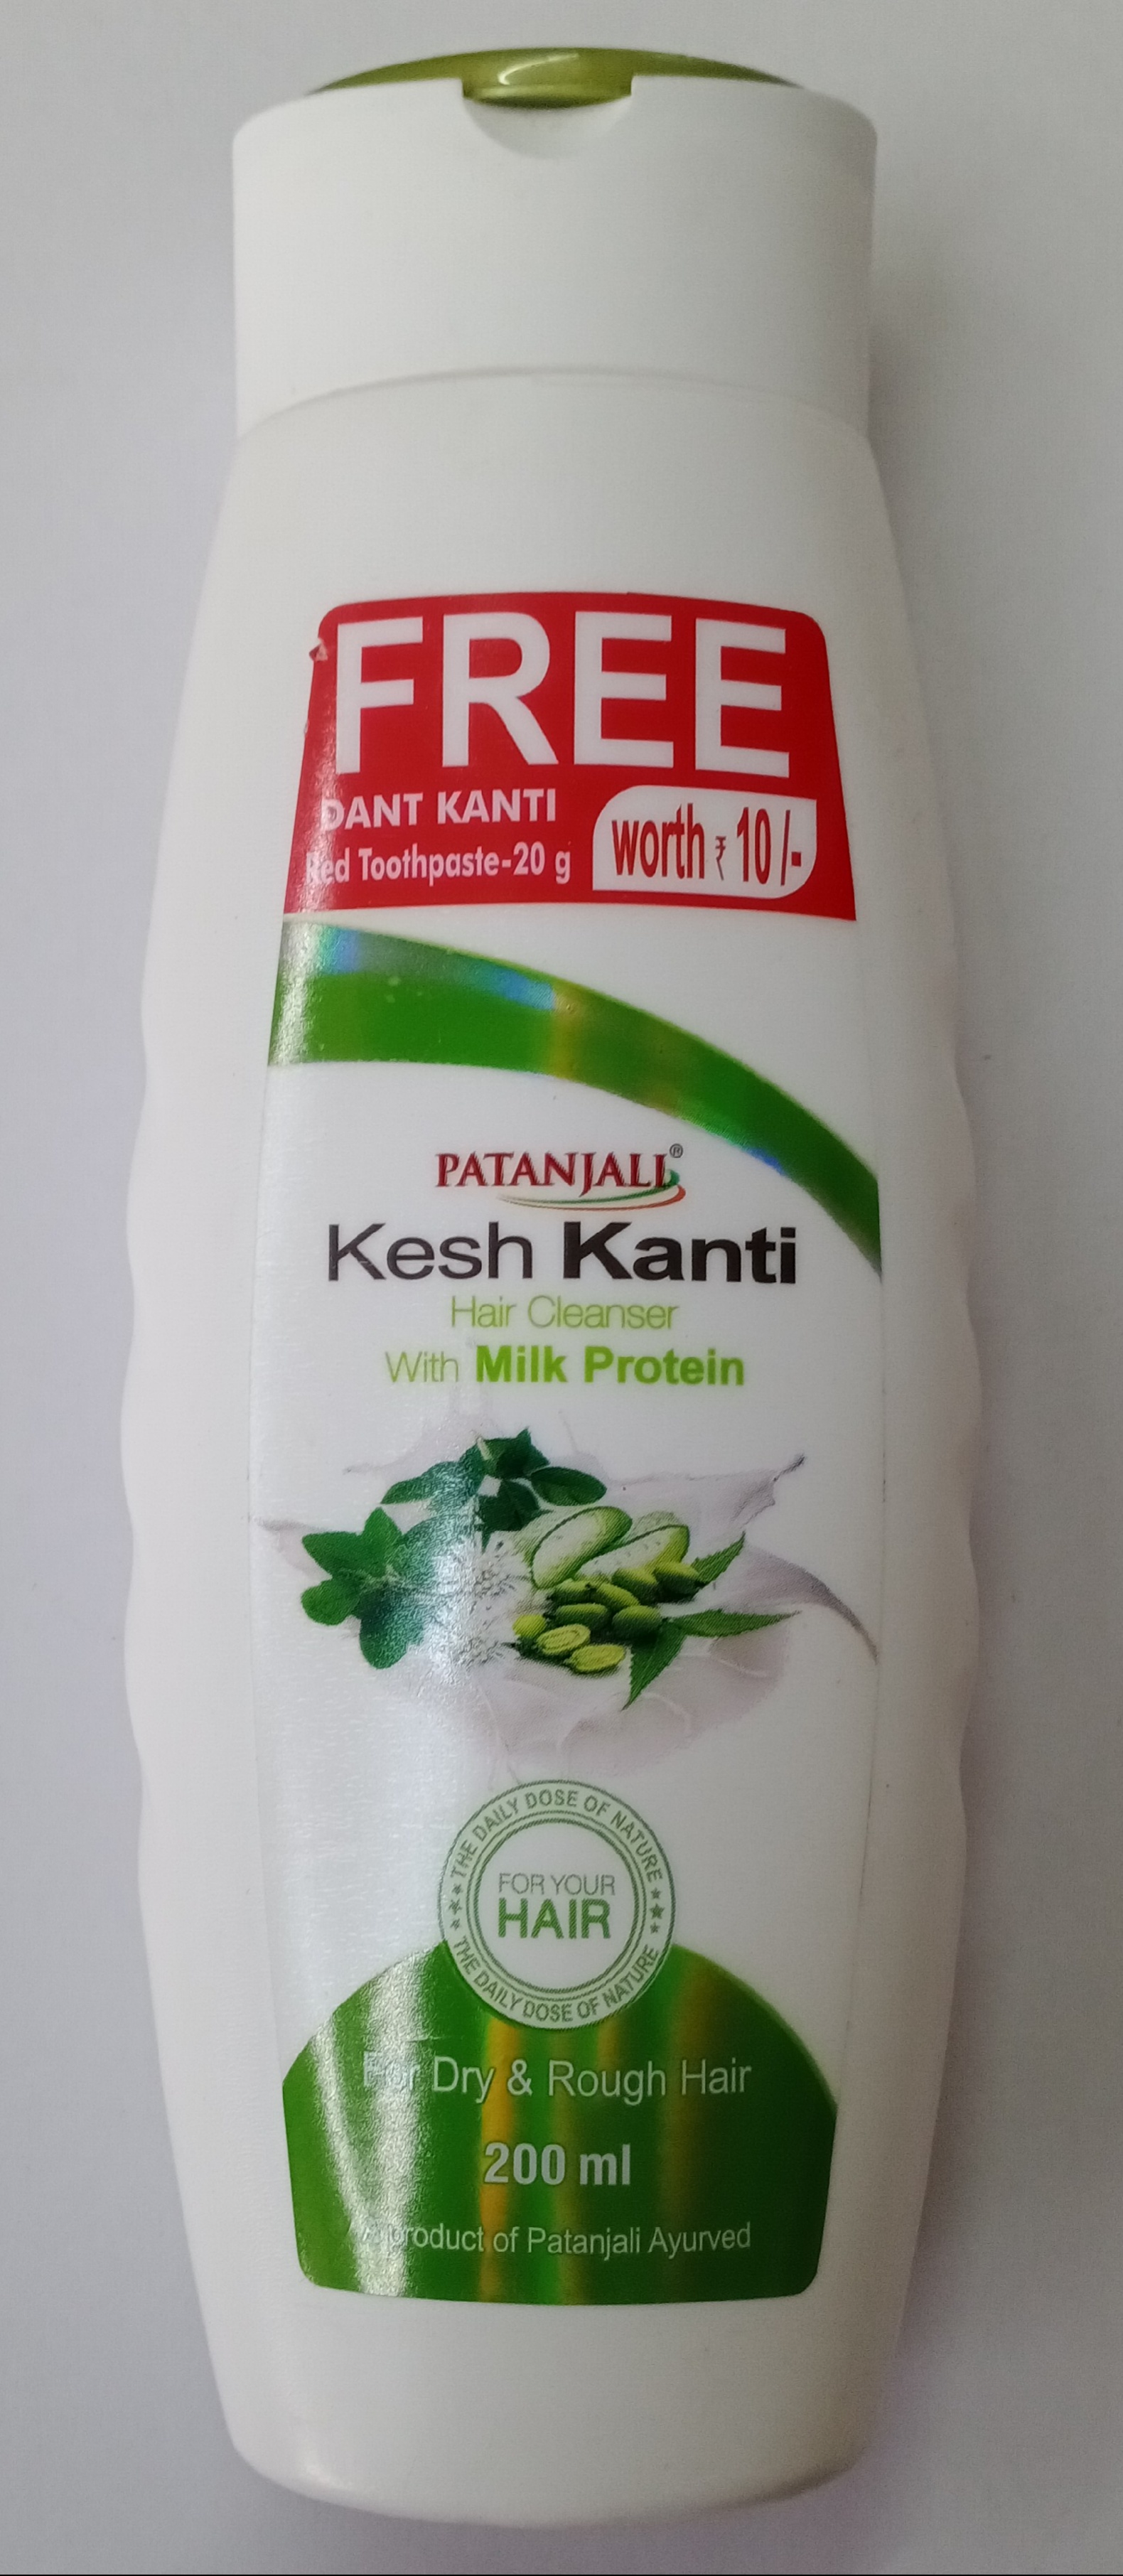 FREE
DANT KANTI
Red Toothpaste-20 g
worth ₹ 10/-
PATANJALI®
Kesh Kanti
Hair Cleanser
With Milk Protein
THE DAILY DOSE OF NATURE
FOR YOUR
HAIR
THE DAILY DOSE OF NATURE
For Dry & Rough Hair
200 ml
A product of Patanjali Ayurved